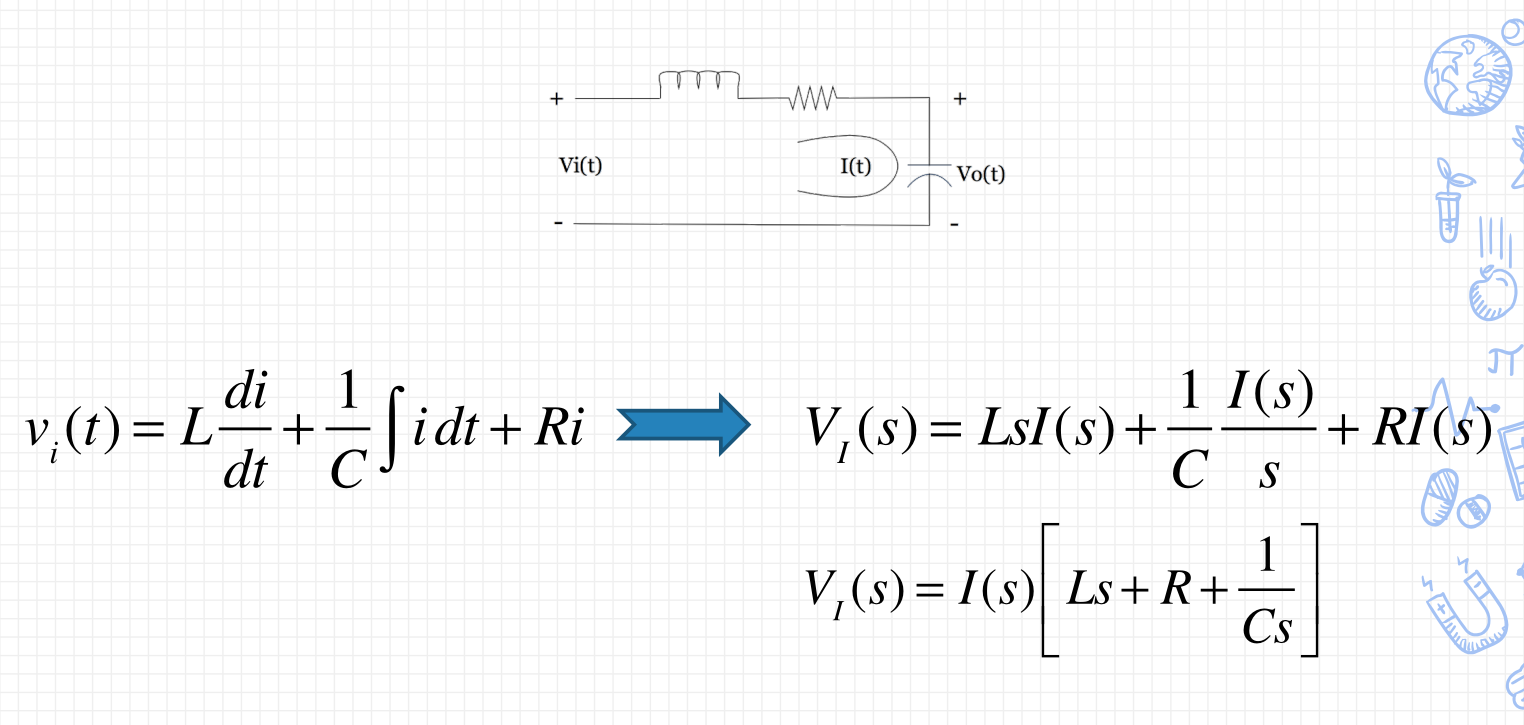 + +
Vi(t) I(t) Vo(t)
- -
v_i(t) = L \frac{di}{dt} + \frac{1}{C} \int i dt + Ri
V_I(s) = LsI(s) + \frac{1}{C} \frac{I(s)}{s} + RI(s)
V_I(s) = I(s) \left[ Ls + R + \frac{1}{Cs} \right]
π